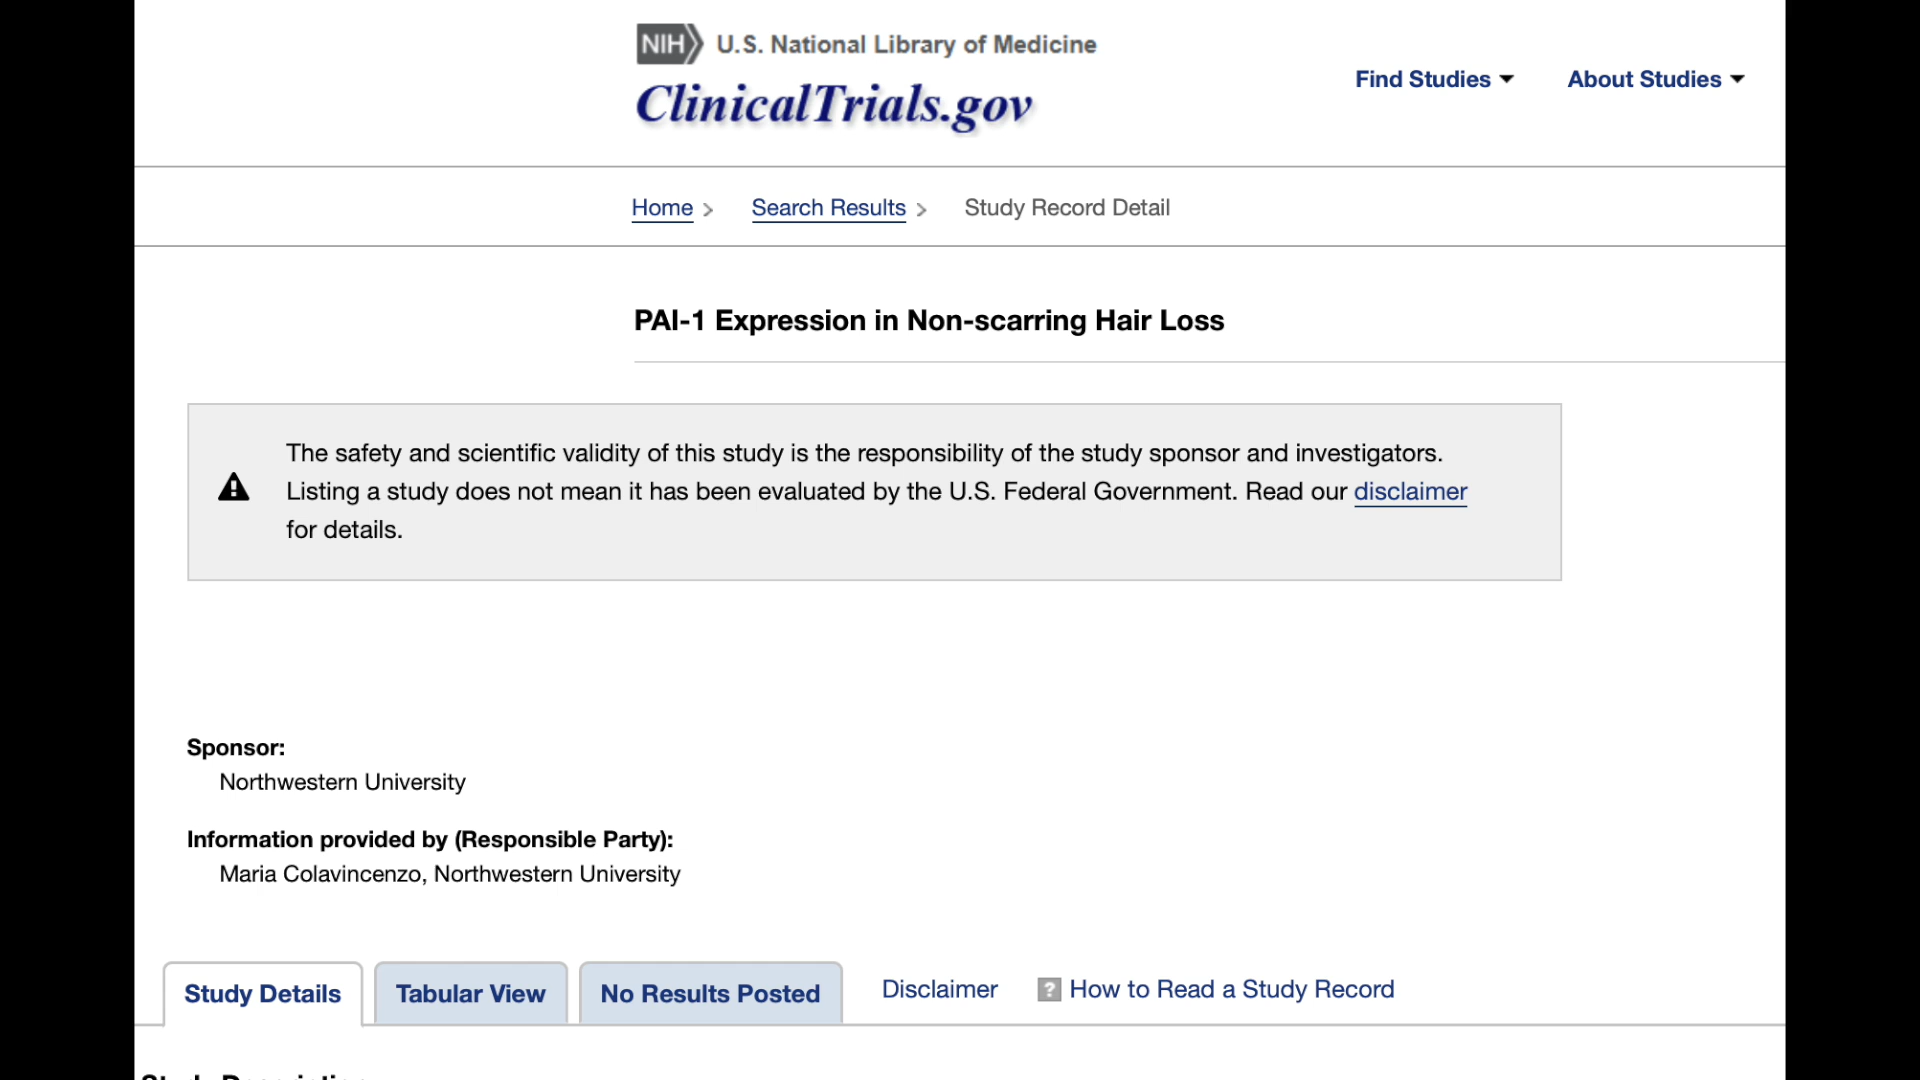 NIH U.S. National Library of Medicine
ClinicalTrials.gov
Find Studies About Studies
Home > Search Results > Study Record Detail
PAI-1 Expression in Non-scarring Hair Loss
The safety and scientific validity of this study is the responsibility of the study sponsor and investigators.
Listing a study does not mean it has been evaluated by the U.S. Federal Government. Read our disclaimer
for details.
Sponsor:
Northwestern University
Information provided by (Responsible Party):
Maria Colavincenzo, Northwestern University
Study Details Tabular View No Results Posted Disclaimer ? How to Read a Study Record